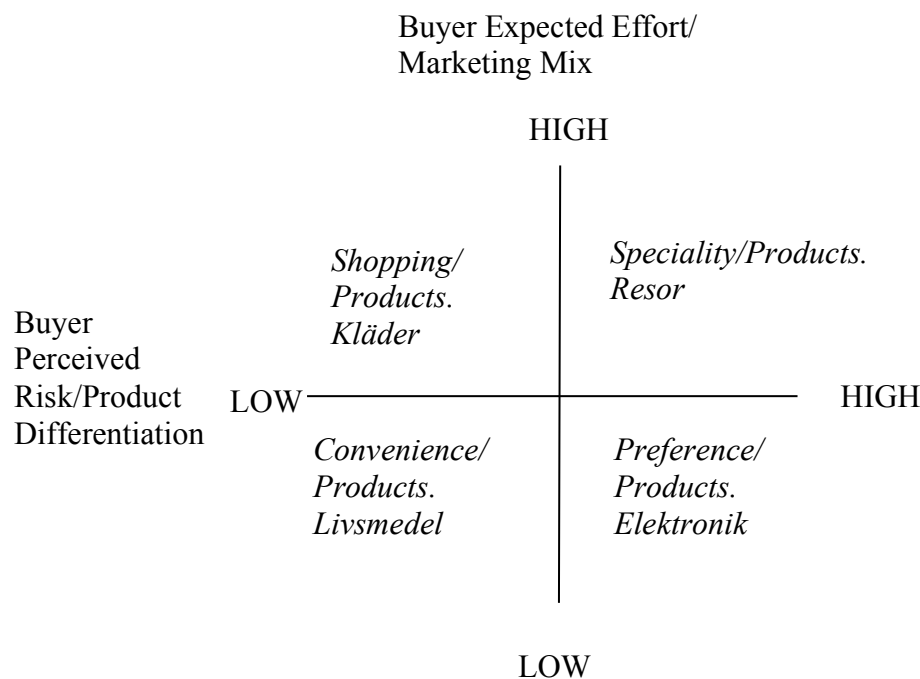 Buyer Expected Effort/
Marketing Mix
HIGH
Shopping/
Products.
Kläder
Speciality/Products.
Resor
Buyer
Perceived
Risk/Product
Differentiation
LOW
HIGH
Convenience/
Products.
Livsmedel
Preference/
Products.
Elektronik
LOW